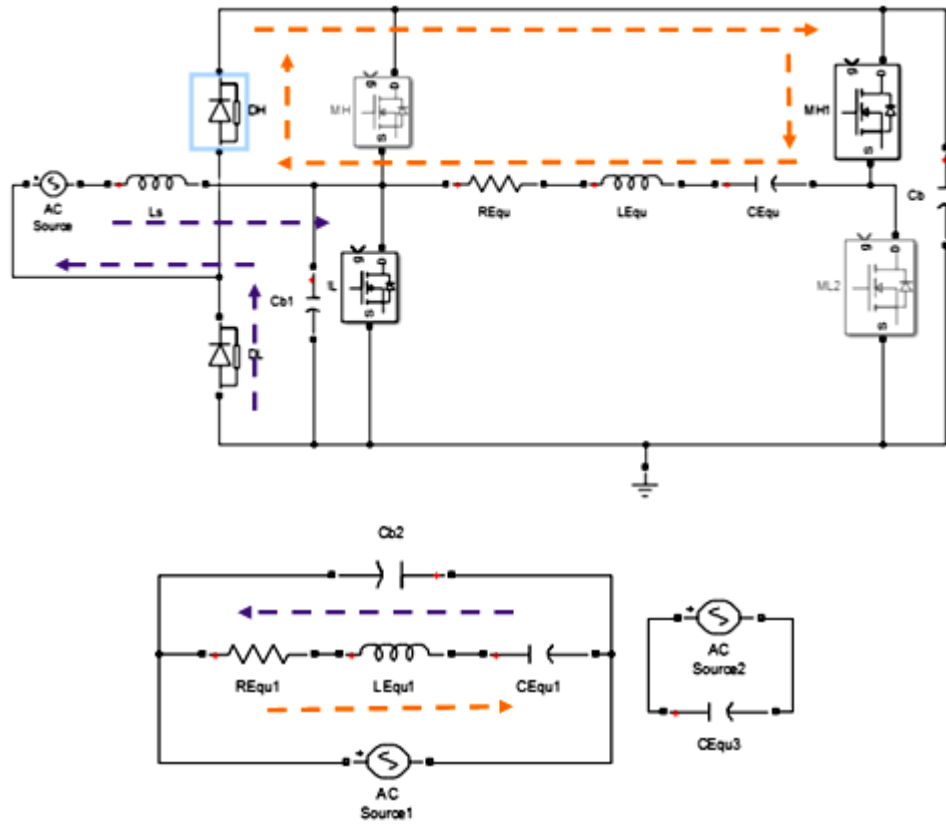 DH
g
D
MH
S
g
D
MH1
S
+
AC
Source
Ls
REqu
LEqu
CEqu
Cb
Cb1
g
D
IL
S
g
D
ML2
S
DL
Cb2
REqu1
LEqu1
CEqu1
+
AC
Source1
+
AC
Source2
CEqu3